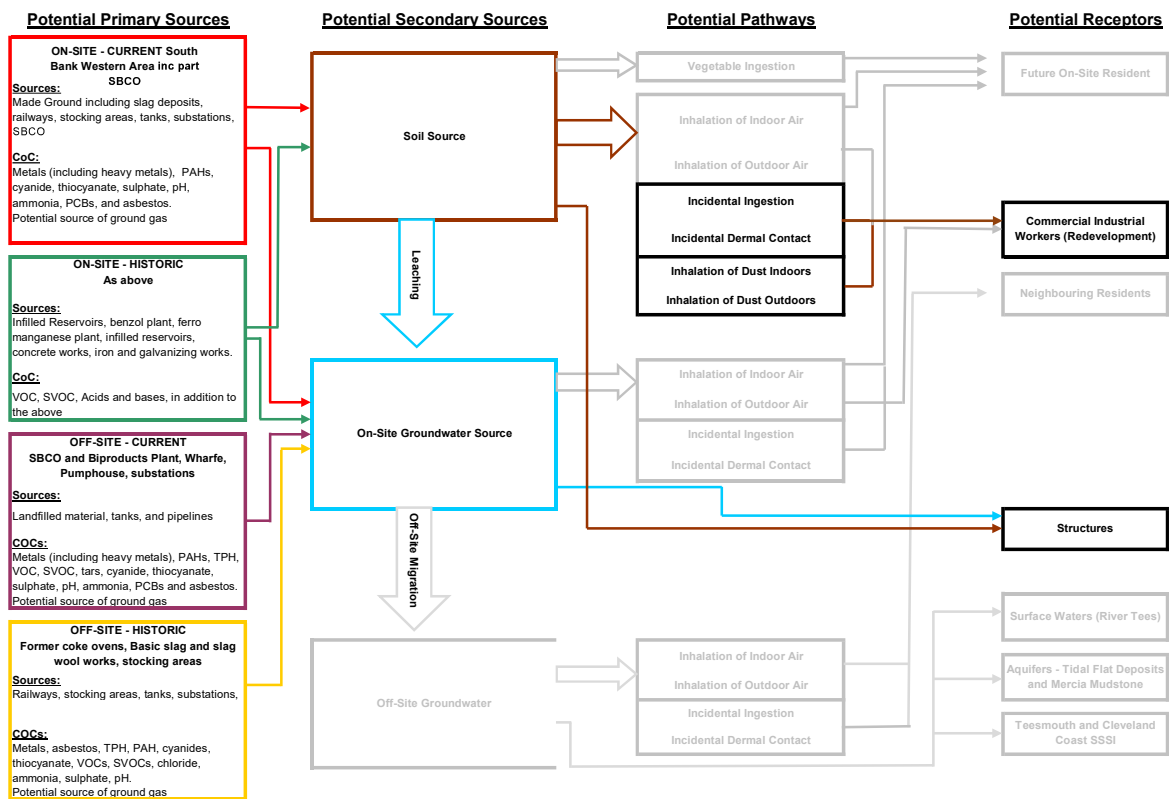 Potential Primary Sources
Potential Secondary Sources
Potential Pathways
Potential Receptors
ON-SITE - CURRENT South
Bank Western Area inc part
SBCO
Sources:
Made Ground including slag deposits,
railways, stocking areas, tanks, substations,
SBCO
CoC:
Metals (including heavy metals), PAHs,
cyanide, thiocyanate, sulphate, pH,
ammonia, PCBs, and asbestos.
Potential source of ground gas
ON-SITE - HISTORIC
As above
Sources:
Infilled Reservoirs, benzol plant, ferro
manganese plant, infilled reservoirs,
concrete works, iron and galvanizing works.
CoC:
VOC, SVOC, Acids and bases, in addition to
the above
OFF-SITE - CURRENT
SBCO and Biproducts Plant, Wharfe,
Pumphouse, substations
Sources:
Landfilled material, tanks, and pipelines
COCs:
Metals (including heavy metals), PAHs, TPH,
VOC, SVOC, tars, cyanide, thiocyanate,
sulphate, pH, ammonia, PCBs and asbestos.
Potential source of ground gas
OFF-SITE - HISTORIC
Former coke ovens, Basic slag and slag
wool works, stocking areas
Sources:
Railways, stocking areas, tanks, substations,
COCs:
Metals, asbestos, TPH, PAH, cyanides,
thiocyanate, VOCs, SVOCs, chloride,
ammonia, sulphate, pH.
Potential source of ground gas
Soil Source
Leaching
On-Site Groundwater Source
Off-Site Migration
Off-Site Groundwater
Vegetable Ingestion
Inhalation of Indoor Air
Inhalation of Outdoor Air
Incidental Ingestion
Incidental Dermal Contact
Inhalation of Dust Indoors
Inhalation of Dust Outdoors
Inhalation of Indoor Air
Inhalation of Outdoor Air
Incidental Ingestion
Incidental Dermal Contact
Inhalation of Indoor Air
Inhalation of Outdoor Air
Incidental Ingestion
Incidental Dermal Contact
Future On-Site Resident
Commercial Industrial
Workers (Redevelopment)
Neighbouring Residents
Structures
Surface Waters (River Tees)
Aquifers - Tidal Flat Deposits
and Mercia Mudstone
Teesmouth and Cleveland
Coast SSSI